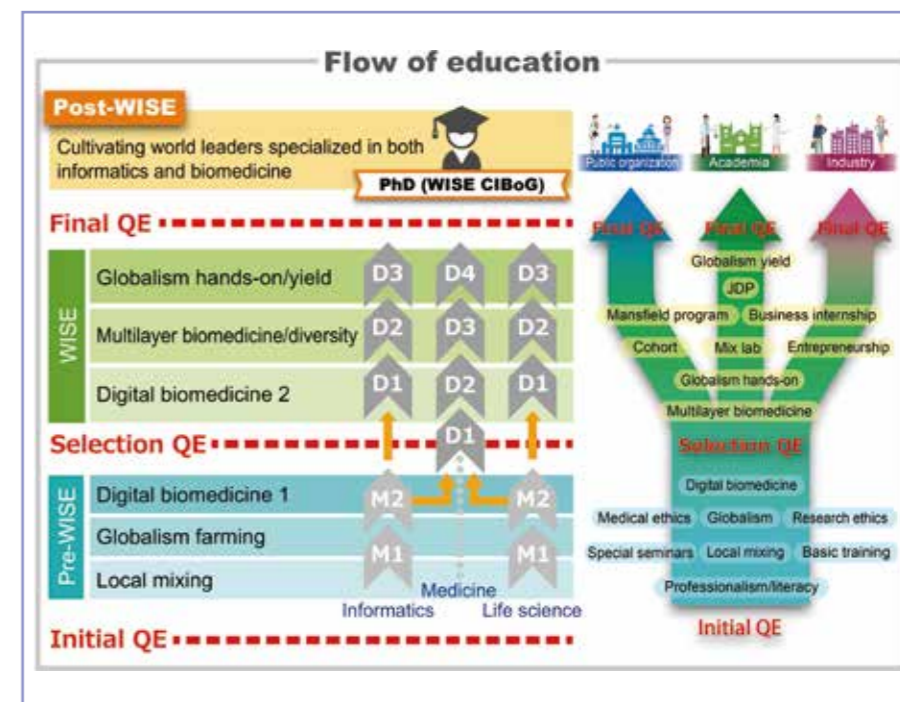 Flow of education
Post-WISE
Cultivating world leaders specialized in both
informatics and biomedicine
PhD (WISE CIBoG)
Final QE
WISE
Globalism hands-on/yield
D3 D4 D3
Multilayer biomedicine/diversity
D2 D3 D2
Digital biomedicine 2
D1 D2 D1
Selection QE
D1
Pre-WISE
Digital biomedicine 1
M2 M2
Globalism farming
M1 M1
Local mixing
Informatics
Medicine
Life science
Initial QE
Public organization
Academia
Industry
Final QE
Final QE
Final QE
Globalism yield
JDP
Mansfield program
Business internship
Cohort
Mix lab
Entrepreneurship
Globalism hands-on
Multilayer biomedicine
Selection QE
Digital biomedicine
Medical ethics
Globalism
Research ethics
Special seminars
Local mixing
Basic training
Professionalism/literacy
Initial QE